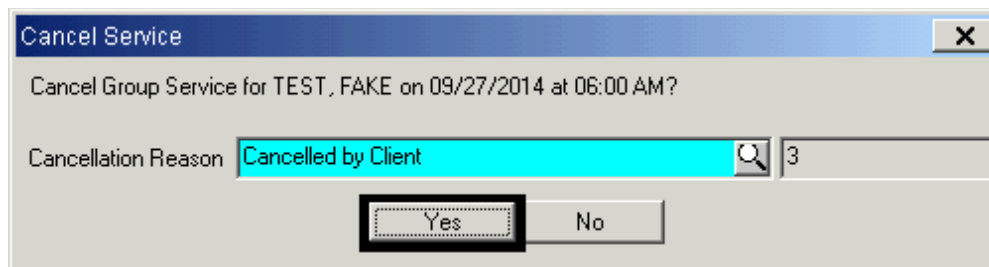 Cancel Service
Cancel Group Service for TEST, FAKE on 09/27/2014 at 06:00 AM?
Cancellation Reason Cancelled by Client 3
Yes No